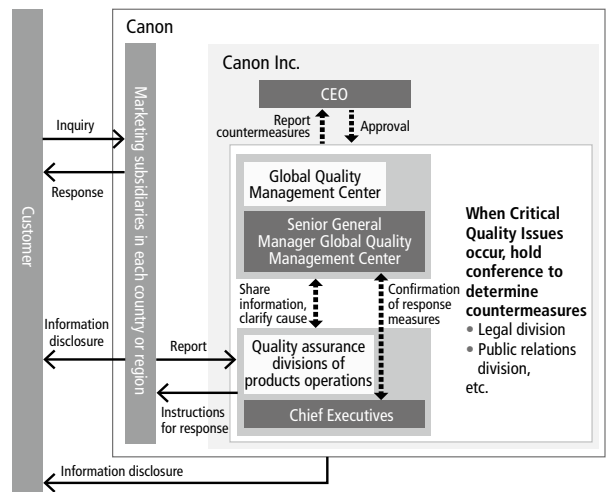 Canon
Canon Inc.
CEO
Report
countermeasures
Approval
Customer
Inquiry
Response
Marketing subsidiaries in each country or region
Global Quality
Management Center
Senior General
Manager Global Quality
Management Center
Share
information,
clarify cause
Confirmation
of response
measures
When Critical
Quality Issues
occur, hold
conference to
determine
countermeasures
• Legal division
• Public relations
division,
etc.
Information
disclosure
Report
Quality assurance
divisions of
products operations
Instructions
for response
Chief Executives
Information disclosure